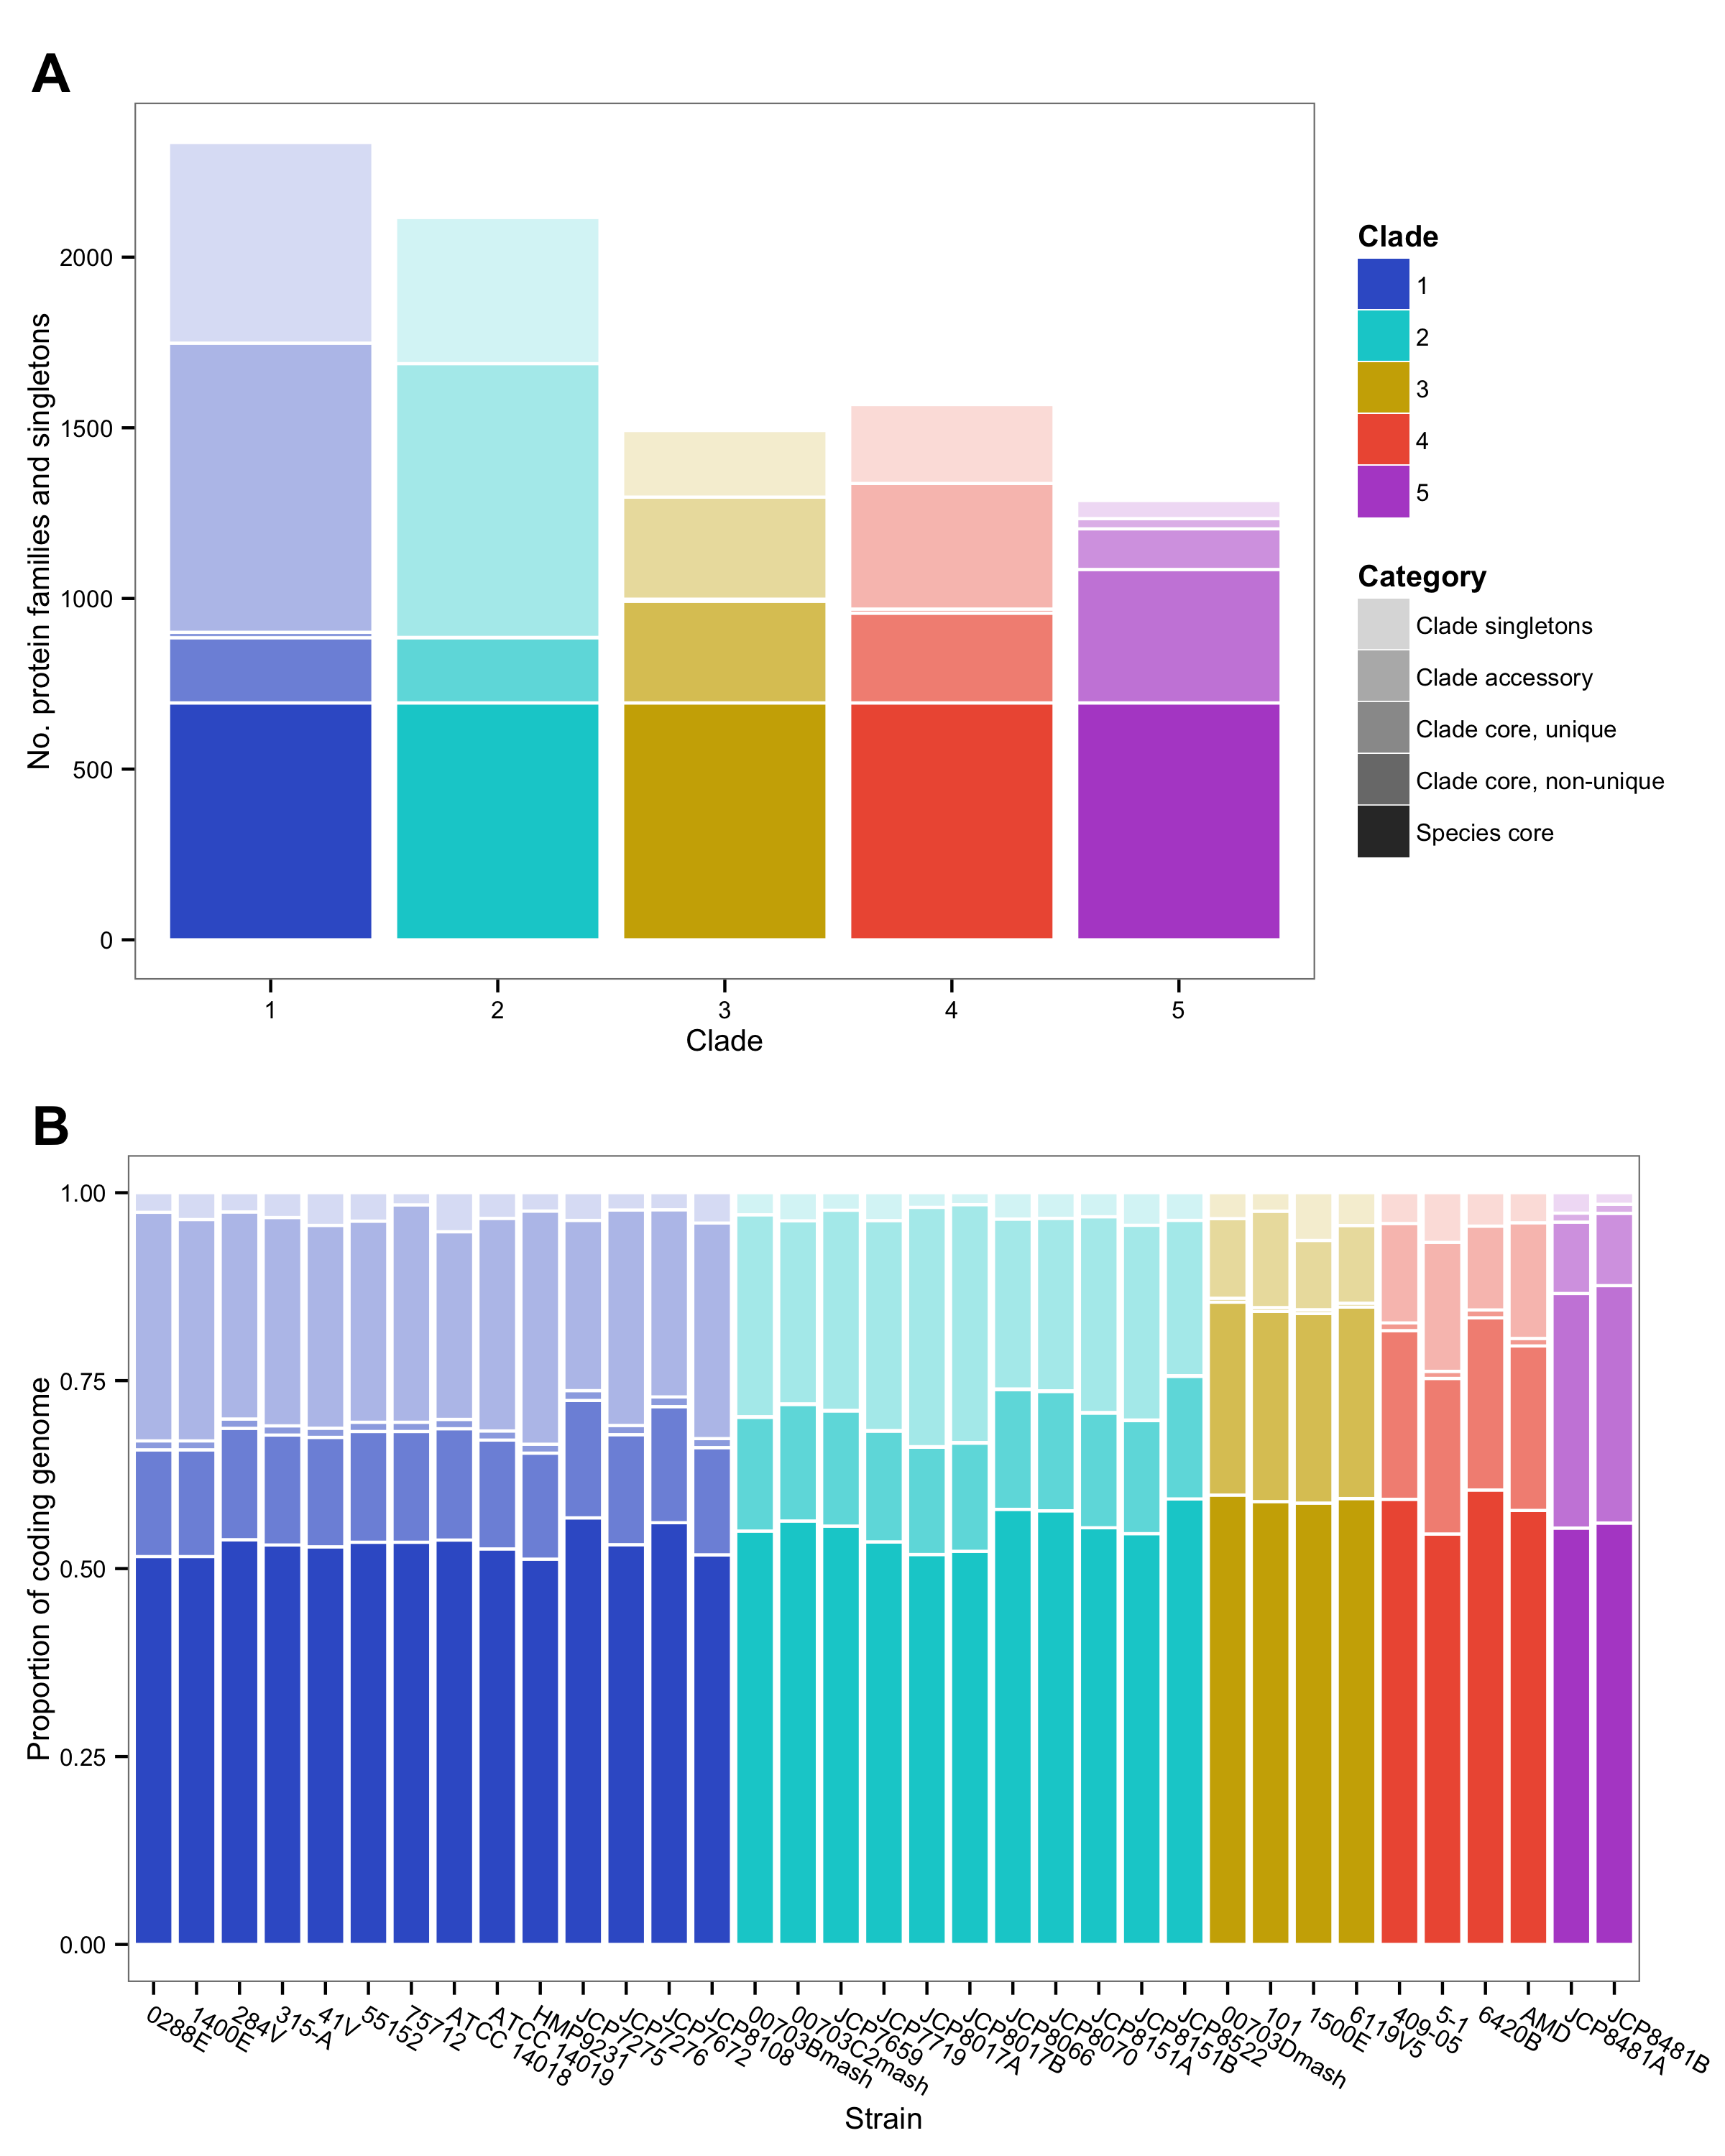 A
No. protein families and singletons
2000
1500
1000
500
0
1
2
3
4
5
Clade
Clade
1
2
3
4
5
Category
Clade singletons
Clade accessory
Clade core, unique
Clade core, non-unique
Species core
B
Proportion of coding genome
1.00
0.75
0.50
0.25
0.00
0288E
1400E
284V
315-A
41V
55152
75712
ATCC 14018
ATCC 14019
HMP9231
JCP7275
JCP7276
JCP7672
JCP8108
00703Bmash
00703C2mash
JCP7659
JCP7719
JCP8017A
JCP8017B
JCP8066
JCP8070
JCP8151A
JCP8151B
JCP8522
00703Dmash
101
1500E
6119V5
409-05
5-1
6420B
AMD
JCP8481A
JCP8481B
Strain